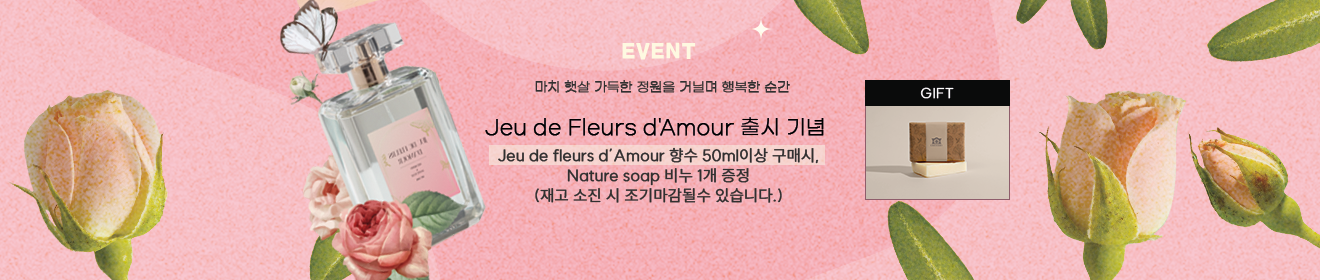 EVENT
마치 햇살 가득한 정원을 거닐며 행복한 순간
Jeu de Fleurs d'Amour 출시 기념
Jeu de fleurs d’Amour 향수 50ml이상 구매시,
Nature soap 비누 1개 증정
(재고 소진 시 조기마감될수 있습니다.)
GIFT